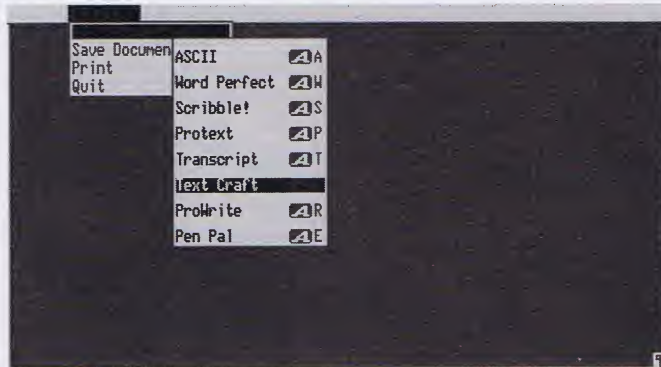 Save Documen
Print
Quit
ASCII A A
Word Perfect A W
Scribble! A S
Protext A P
Transcript A T
Text Craft
ProWrite A R
Pen Pal A E